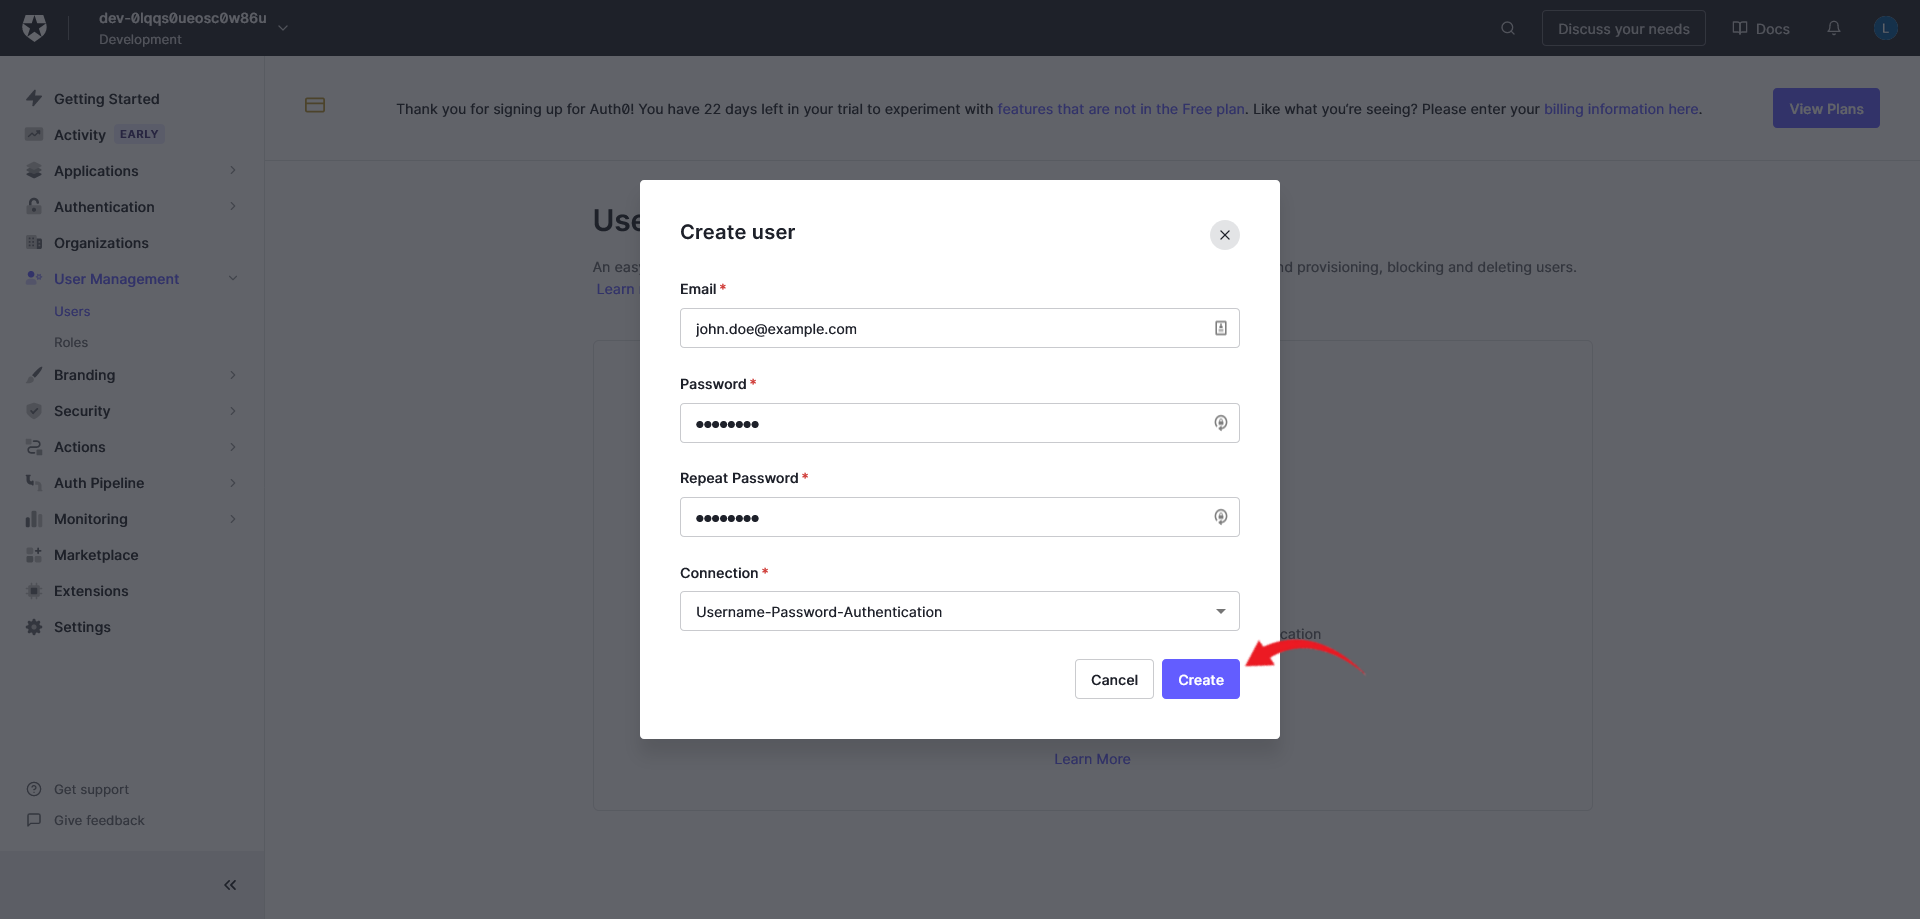 dev-0lqqs0ueosc0w86u
Development
Discuss your needs
Docs
L
Getting Started
Activity EARLY
Applications
Authentication
Organizations
User Management
Users
Roles
Branding
Security
Actions
Auth Pipeline
Monitoring
Marketplace
Extensions
Settings
Get support
Give feedback
Thank you for signing up for Auth0! You have 22 days left in your trial to experiment with features that are not in the Free plan. Like what you're seeing? Please enter your billing information here.
View Plans
Create user
Email *
john.doe@example.com
Password *
Repeat Password *
Connection *
Username-Password-Authentication
Cancel
Create
An
provisioning, blocking and deleting users.
Learn
Learn More